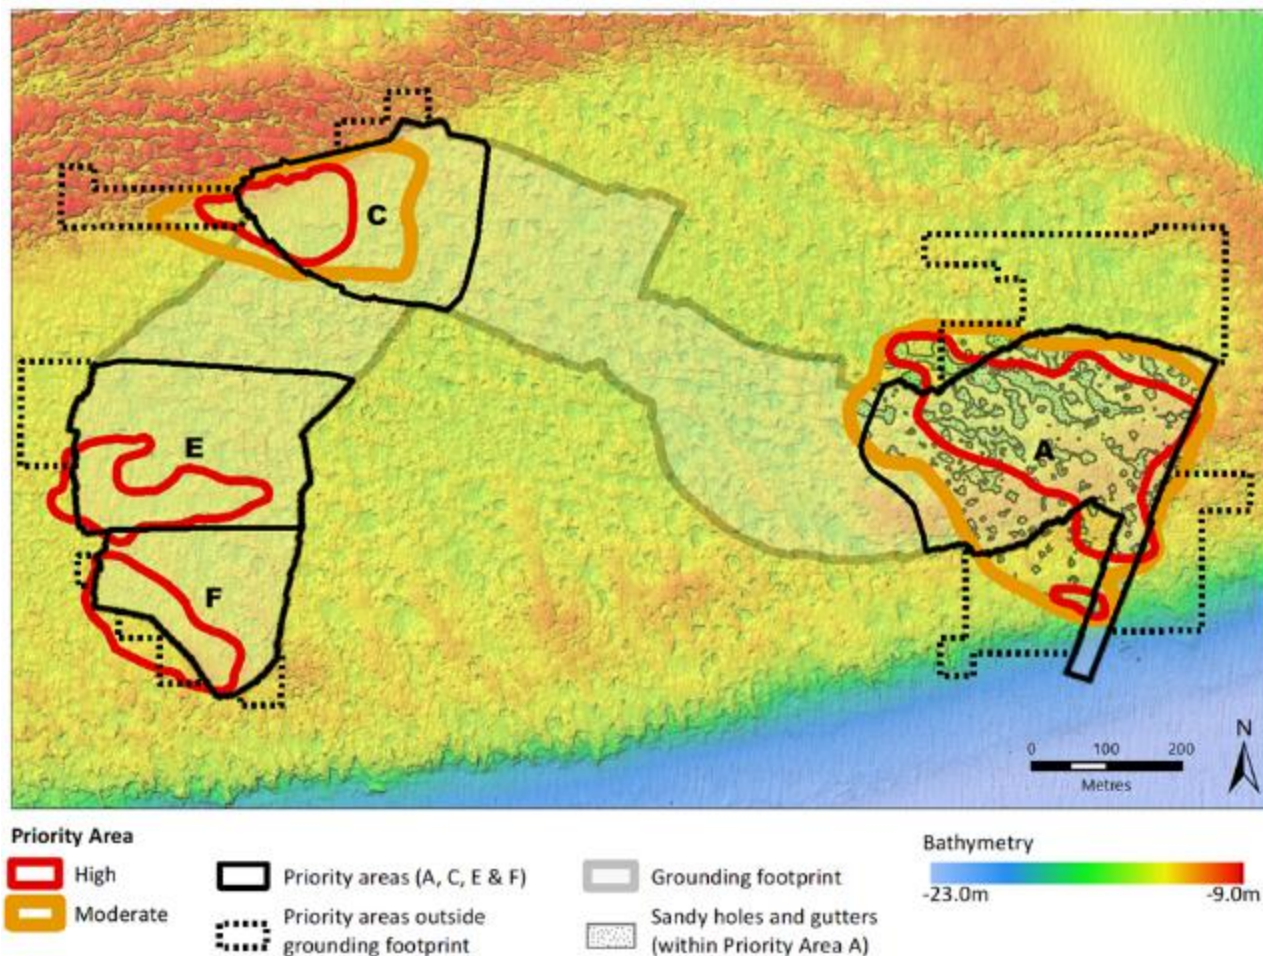 C
E
A
F
N
0 100 200
Metres
Priority Area
High
Moderate
Priority areas (A, C, E & F)
Priority areas outside
grounding footprint
Grounding footprint
Sandy holes and gutters
(within Priority Area A)
Bathymetry
-23.0m -9.0m